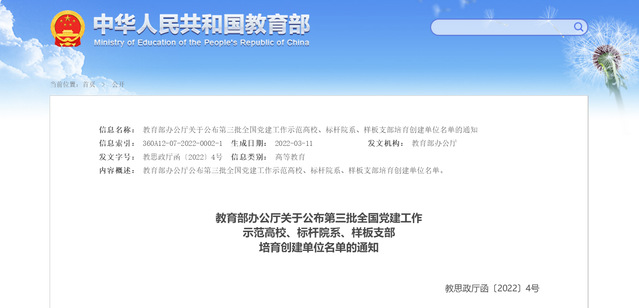 中华人民共和国教育部
Ministry of Education of the People's Republic of China
当前位置：首页 > 公开
信息名称： 教育部办公厅关于公布第三批全国党建工作示范高校、标杆院系、样板支部培育创建单位名单的通知
信息索引： 360A12-07-2022-0002-1 生成日期： 2022-03-11 发文机构： 教育部办公厅
发文字号： 教思政厅函〔2022〕4号 信息类别： 高等教育
内容概述： 教育部办公厅公布第三批全国党建工作示范高校、标杆院系、样板支部培育创建单位名单。
教育部办公厅关于公布第三批全国党建工作
示范高校、标杆院系、样板支部
培育创建单位名单的通知
教思政厅函〔2022〕4号